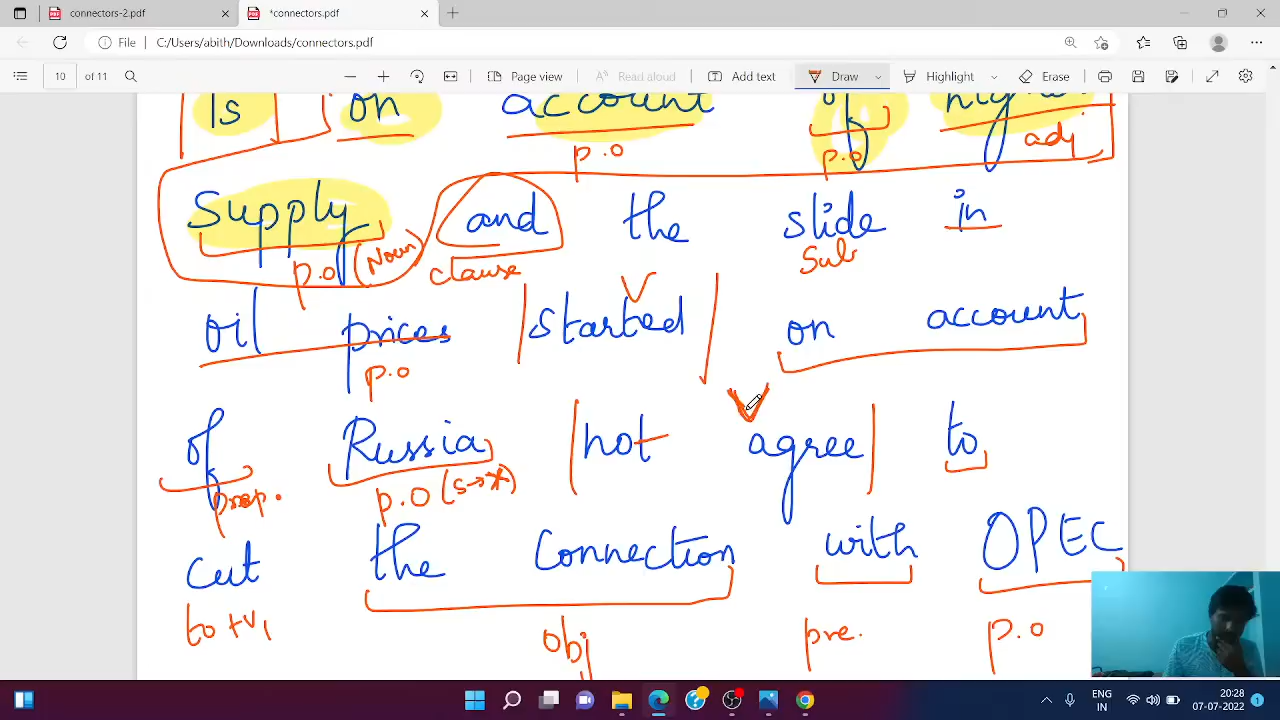 connectors-2.pdf
*connectors.pdf
File C:/Users/abith/Downloads/connectors.pdf
10 of 11
Page view
Read aloud
Add text
Draw
Highlight
Erase
is on account of higher
p.o p.o adj
Supply and the slide in
p.o (Noun) clause Sub
V
oil prices started on account
p.o
V
of Russia not agree to
prep. p.o (s→*)
cut the connection with OPEC
to +V1 obj pre. p.o
ENG
IN
20:28
07-07-2022
1